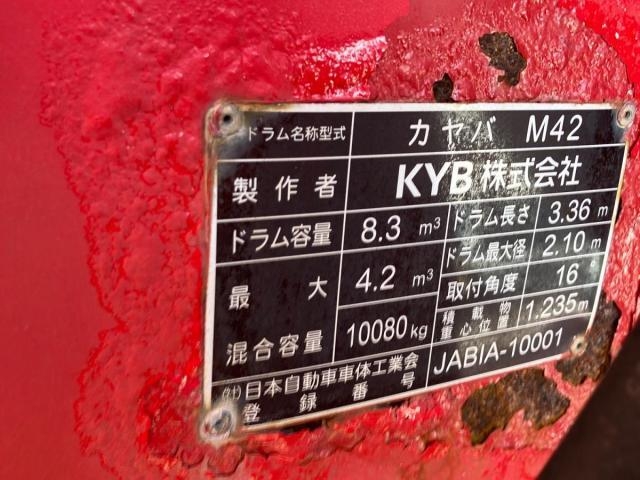 ドラム名称型式 カヤバ M42
製作者 KYB株式会社
ドラム容量 8.3 m³ ドラム長さ 3.36 m
最大 4.2 m³ ドラム最大径 2.10 m
取付角度 16°
混合容量 10080kg 積載物重心位置 1.235m
(社)日本自動車車体工業会
登録番号 JABIA-10001